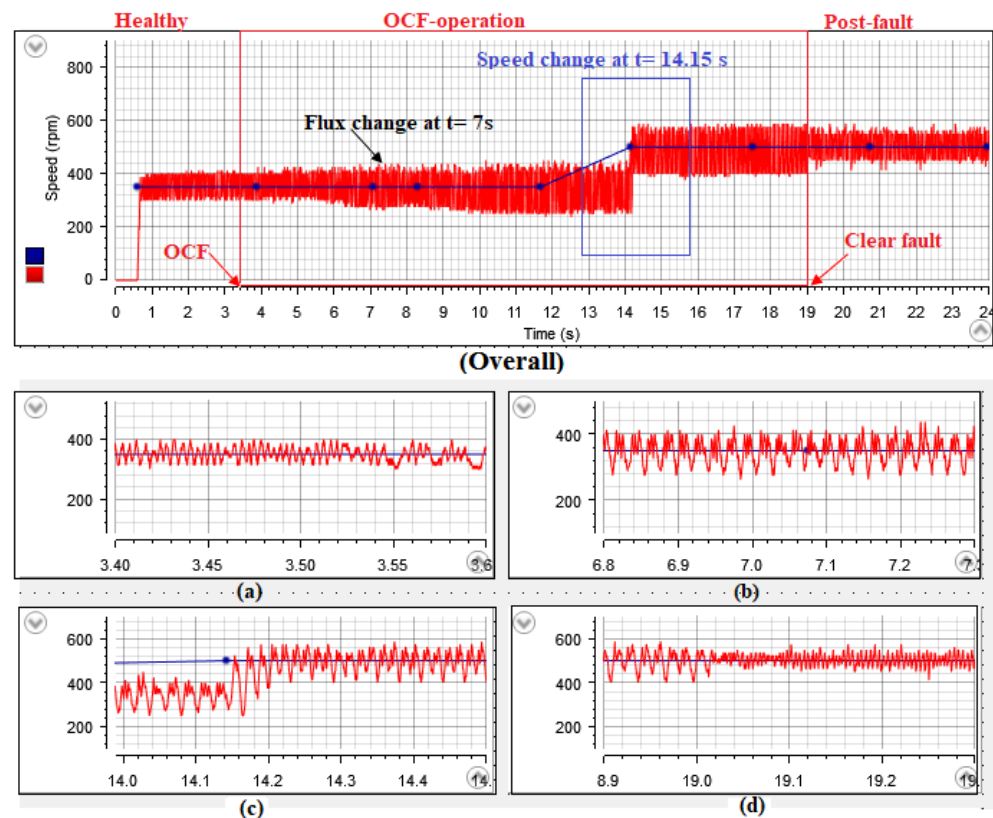 Healthy OCF-operation Post-fault
Speed change at t= 14.15 s
Flux change at t= 7s
OCF
Clear fault
Speed (rpm)
800
600
400
200
0
0 1 2 3 4 5 6 7 8 9 10 11 12 13 14 15 16 17 18 19 20 21 22 23 24
Time (s)
(Overall)
400
200
3.40 3.45 3.50 3.55 3.6
(a)
400
200
6.8 6.9 7.0 7.1 7.2 7.3
(b)
600
400
200
14.0 14.1 14.2 14.3 14.4 14.
(c)
600
400
200
8.9 19.0 19.1 19.2 19.
(d)